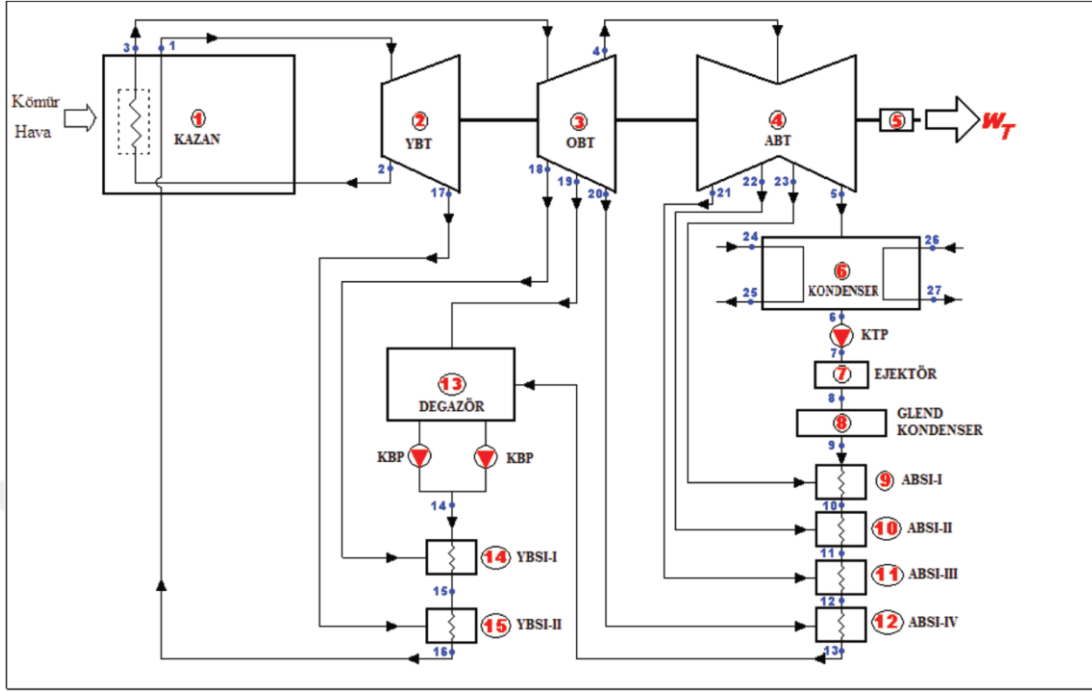 3
1
4
Kömür
Hava
1
KAZAN
2
YBT
3
OBT
4
ABT
5
W_T
2
17
18
19
20
21
22
23
5
24
26
6
KONDENSER
25
27
6
KTP
7
7
EJEKTÖR
8
8
GLEND
KONDENSER
9
13
DEGAZÖR
KBP
KBP
9
ABSI-I
10
14
10
ABSI-II
11
14
YBSI-I
11
ABSI-III
15
12
15
YBSI-II
12
ABSI-IV
16
13